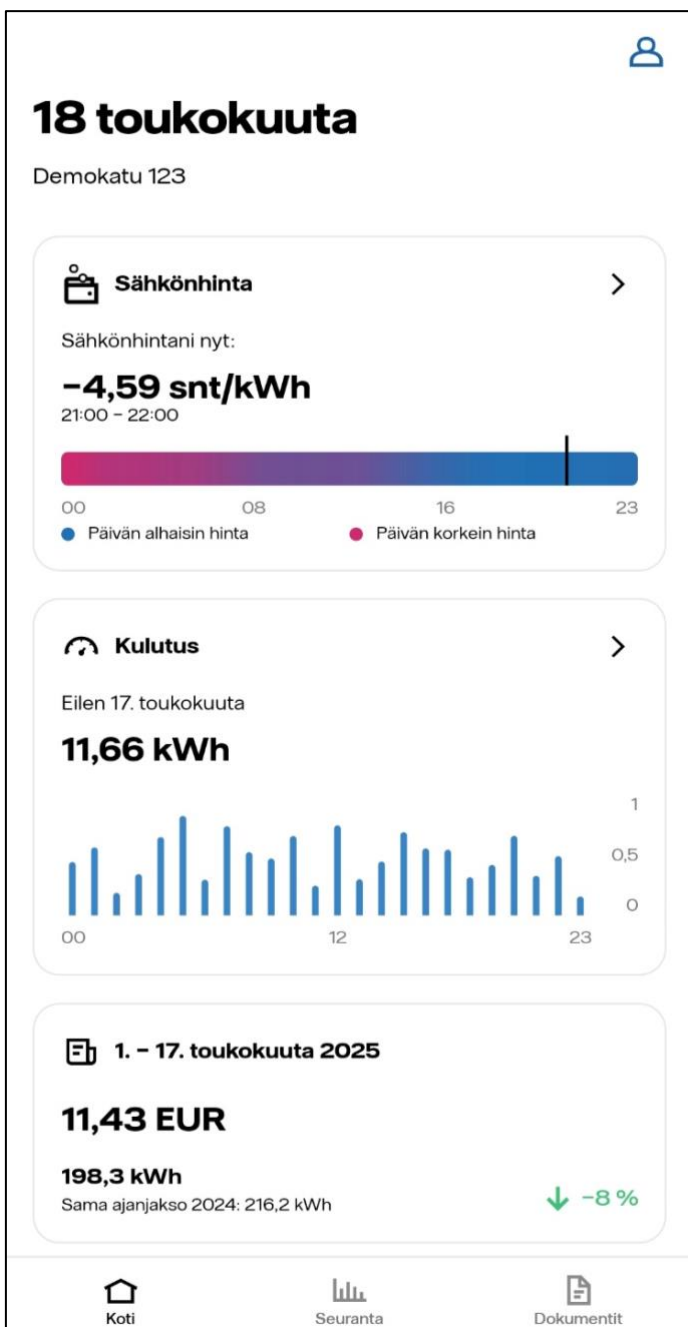 18 toukokuuta
Demokatu 123
Sähkönhinta
Sähkönhintani nyt:
−4,59 snt/kWh
21:00 – 22:00
00 08 16 23
Päivän alhaisin hinta Päivän korkein hinta
Kulutus
Eilen 17. toukokuuta
11,66 kWh
1
0,5
0
00 12 23
1. – 17. toukokuuta 2025
11,43 EUR
198,3 kWh
Sama ajanjakso 2024: 216,2 kWh
−8 %
Koti Seuranta Dokumentit